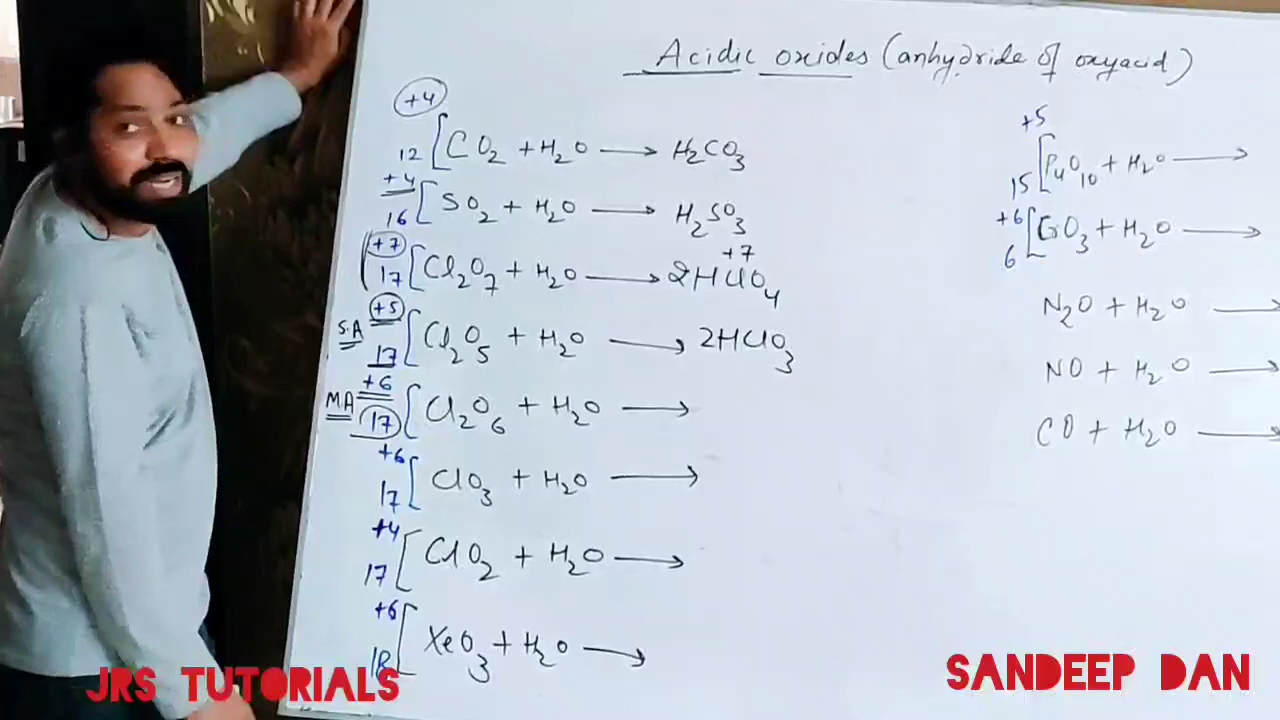 Acidic oxides (anhydride of oxyacid)
+4
12 [ CO2 + H2O ⟶ H2CO3
+4
16 [ SO2 + H2O ⟶ H2SO3
+7
17 [ Cl2O7 + H2O ⟶ 2HClO4
+7
+5
S.A
17 [ Cl2O5 + H2O ⟶ 2HClO3
+6
MA
17 [ Cl2O6 + H2O ⟶
+6
17 [ ClO3 + H2O ⟶
+4
17 [ ClO2 + H2O ⟶
+6
18 [ XeO3 + H2O ⟶
+5
15 [ P4O10 + H2O ⟶
+6
6 [ CrO3 + H2O ⟶
N2O + H2O ⟶
NO + H2O ⟶
CO + H2O ⟶
JRS TUTORIALS
SANDEEP DAN